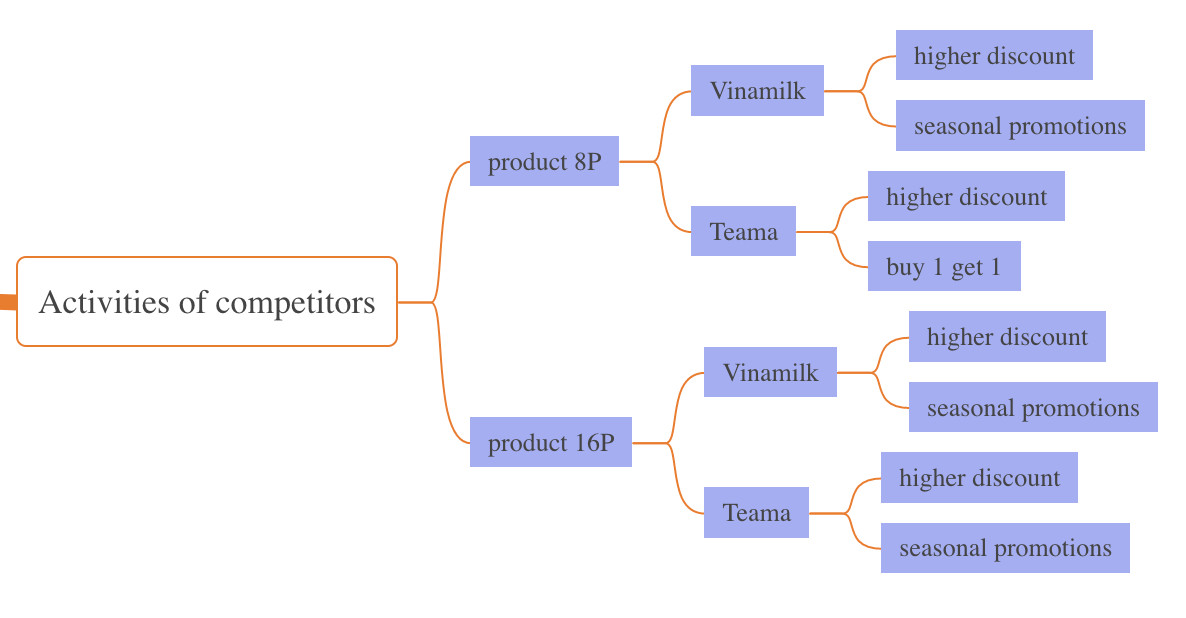 Activities of competitors
product 8P
Vinamilk
higher discount
seasonal promotions
Teama
higher discount
buy 1 get 1
product 16P
Vinamilk
higher discount
seasonal promotions
Teama
higher discount
seasonal promotions